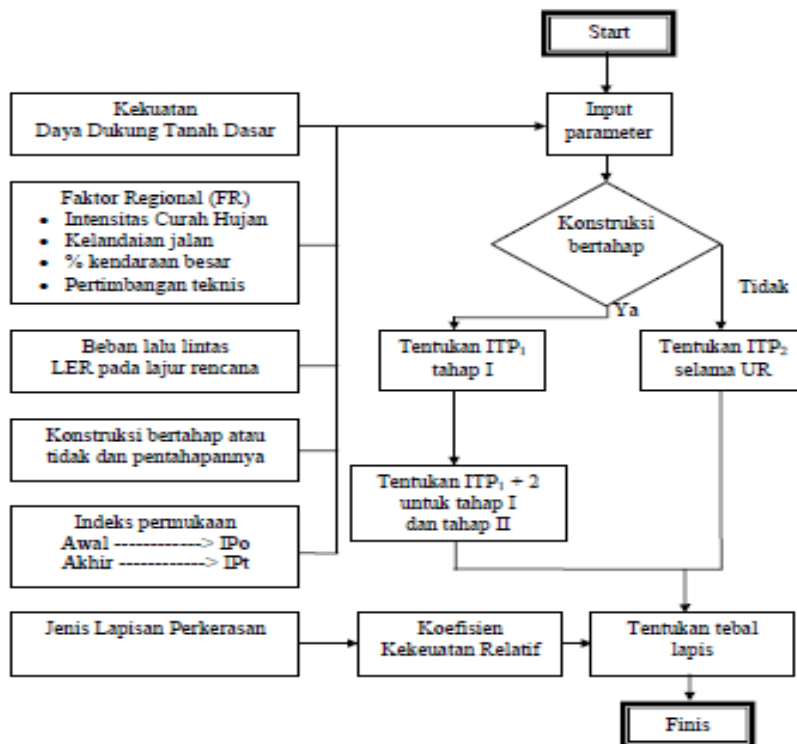 Start
Kekuatan
Daya Dukung Tanah Dasar
Input
parameter
Faktor Regional (FR)
• Intensitas Curah Hujan
• Kelandaian jalan
• % kendaraan besar
• Pertimbangan teknis
Konstruksi
bertahap
Tidak
Ya
Beban lalu lintas
LER pada lajur rencana
Tentukan ITP₁
tahap I
Tentukan ITP₂
selama UR
Konstruksi bertahap atau
tidak dan pentahapannya
Tentukan ITP₁ + 2
untuk tahap I
dan tahap II
Indeks permukaan
Awal ------------> IPo
Akhir ------------> IPt
Jenis Lapisan Perkerasan
Koefisien
Kekeuatan Relatif
Tentukan tebal
lapis
Finis